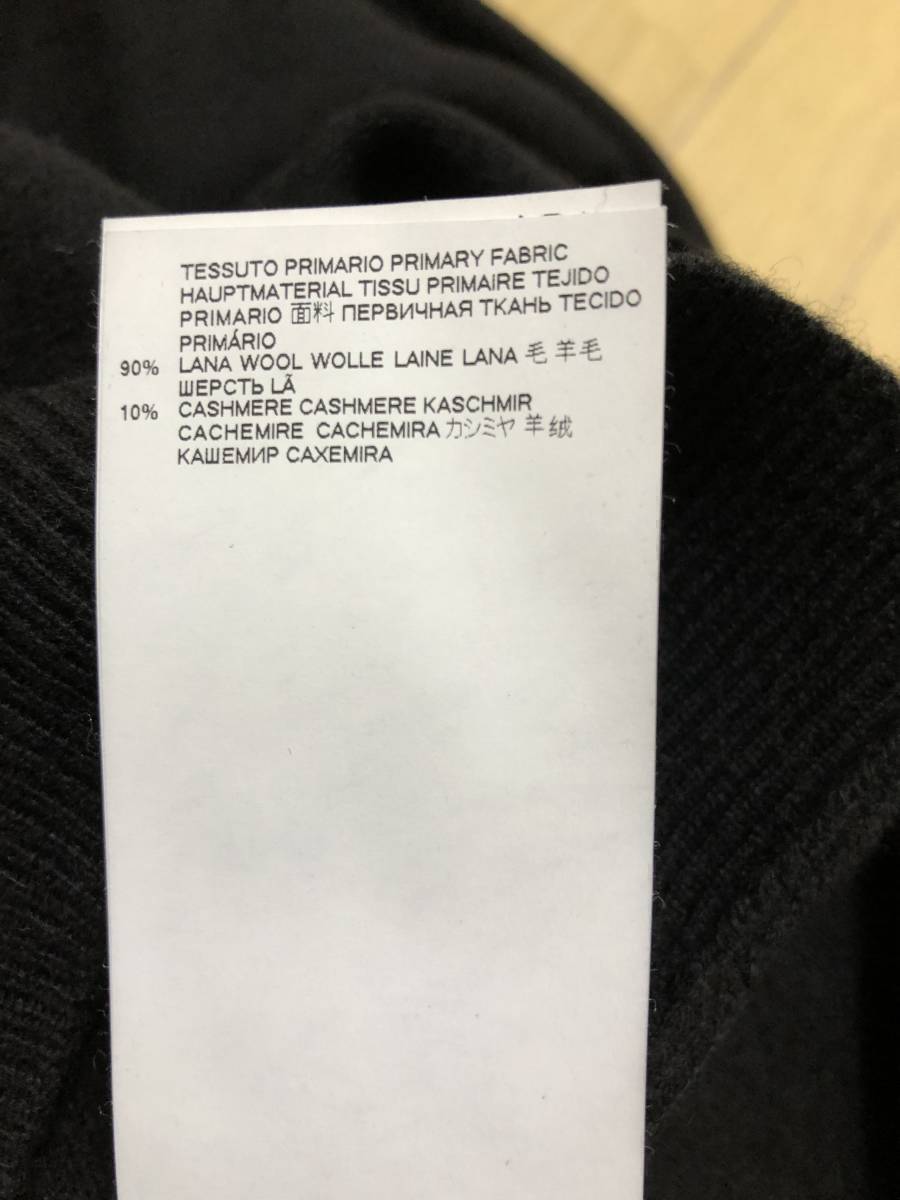 TESSUTO PRIMARIO PRIMARY FABRIC
HAUPTMATERIAL TISSU PRIMAIRE TEJIDO
PRIMARIO 面料 ПЕРВИЧНАЯ ТКАНЬ TECIDO
PRIMÁRIO
90% LANA WOOL WOLLE LAINE LANA 毛 羊毛
ШЕРСТЬ LÃ
10% CASHMERE CASHMERE KASCHMIR
CACHEMIRE CACHEMIRA カシミヤ 羊绒
КАШЕМИР CAXEMIRA